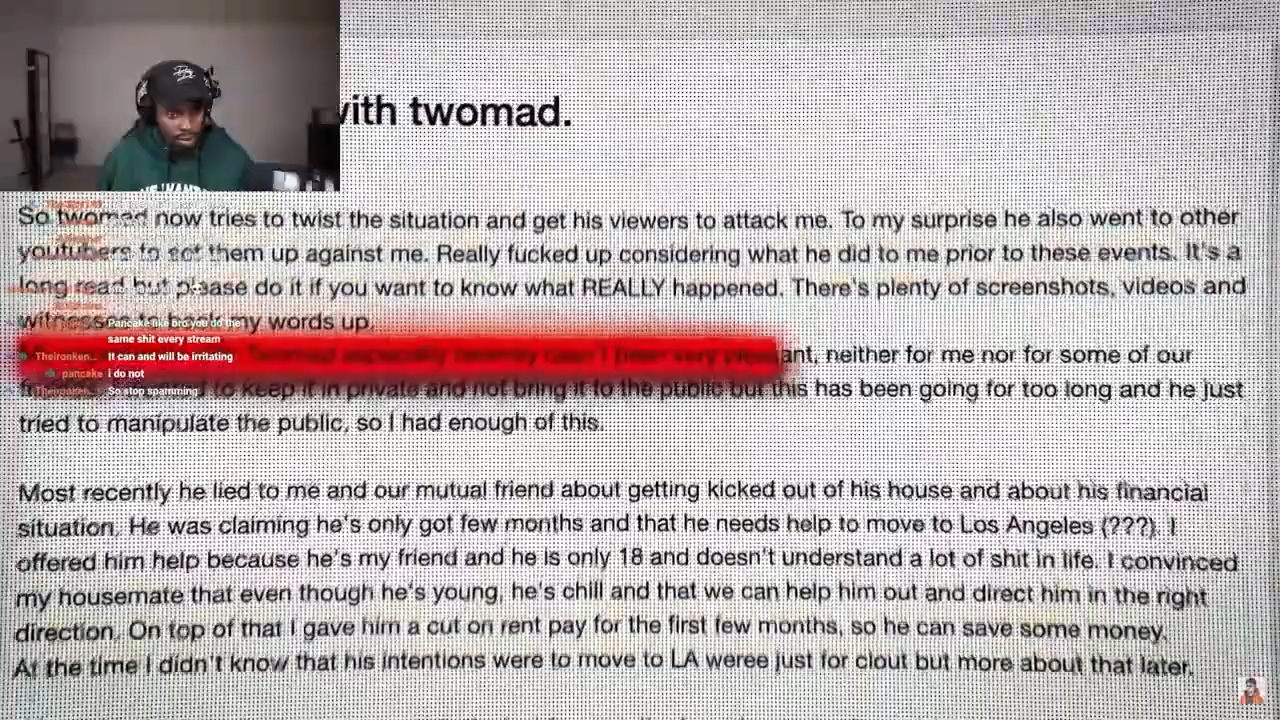 with twomad.
So twomad now tries to twist the situation and get his viewers to attack me. To my surprise he also went to other
youtubers to set them up against me. Really fucked up considering what he did to me prior to these events. It's a
long read but please do it if you want to know what REALLY happened. There's plenty of screenshots, videos and
witnesses to back my words up.
Pancake like bro you do the
same shit every stream
ant, neither for me nor for some of our
Theironken... It can and will be irritating
pancake i do not
to keep it in private and not bring it to the public but this has been going for too long and he just
Theironken... So stop spamming
tried to manipulate the public, so I had enough of this.
Most recently he lied to me and our mutual friend about getting kicked out of his house and about his financial
situation. He was claiming he's only got few months and that he needs help to move to Los Angeles (???). I
offered him help because he's my friend and he is only 18 and doesn't understand a lot of shit in life. I convinced
my housemate that even though he's young, he's chill and that we can help him out and direct him in the right
direction. On top of that I gave him a cut on rent pay for the first few months, so he can save some money.
At the time I didn't know that his intentions were to move to LA weree just for clout but more about that later.